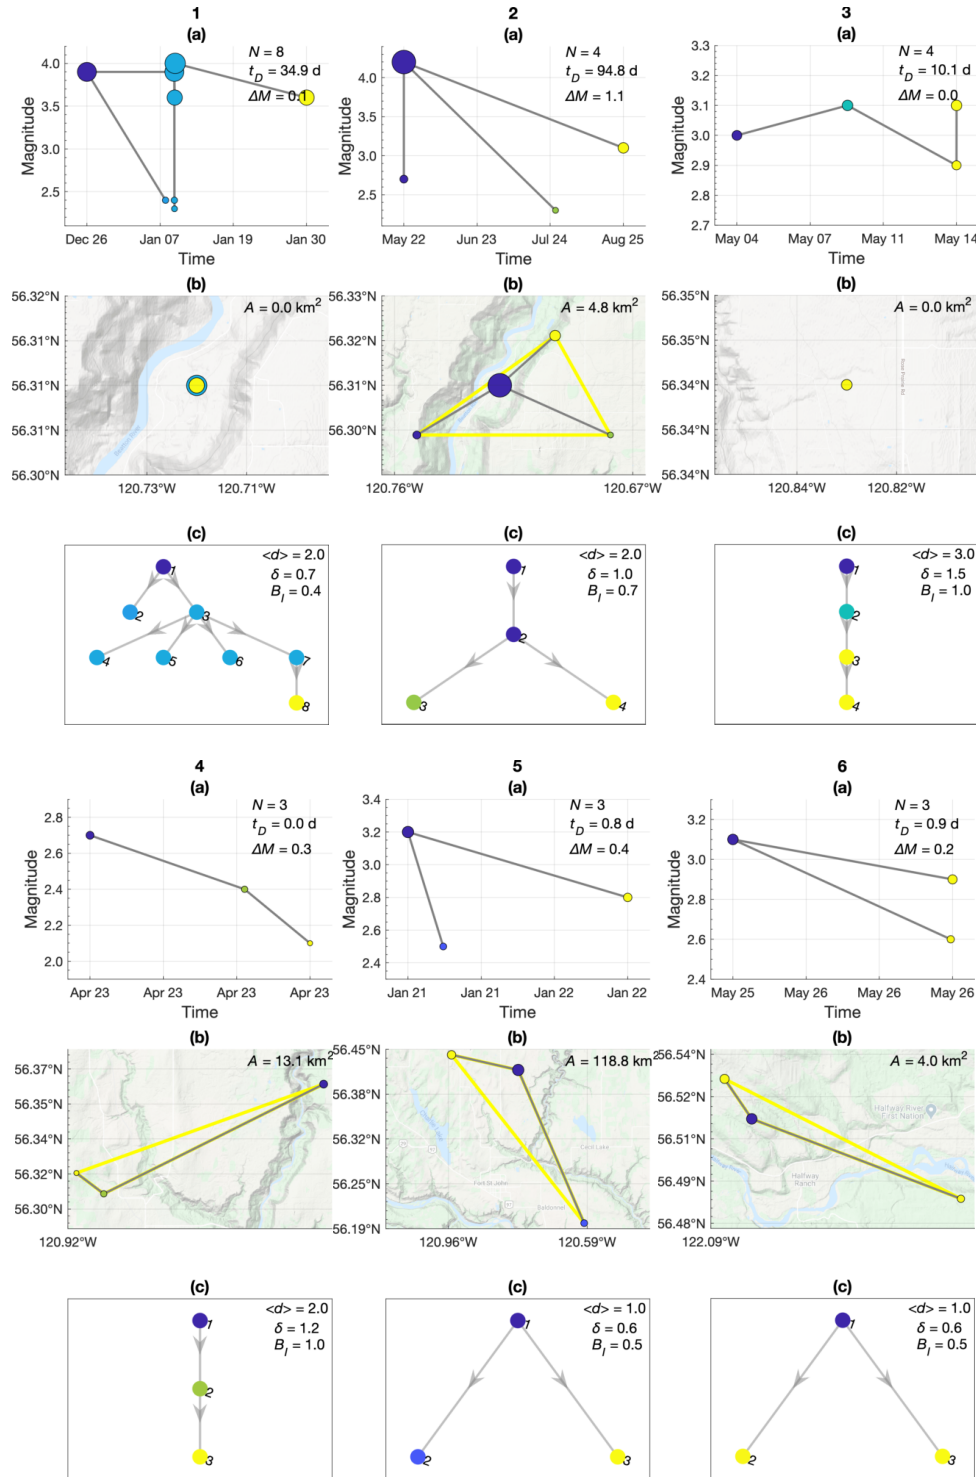 1
(a)
N = 8
t_D = 34.9 d
ΔM = 0.1
Magnitude
4.0
3.5
3.0
2.5
Dec 26
Jan 07
Jan 19
Jan 30
Time
2
(a)
N = 4
t_D = 94.8 d
ΔM = 1.1
Magnitude
4.0
3.5
3.0
2.5
May 22
Jun 23
Jul 24
Aug 25
Time
3
(a)
N = 4
t_D = 10.1 d
ΔM = 0.0
Magnitude
3.3
3.2
3.1
3.0
2.9
2.8
2.7
May 04
May 07
May 11
May 14
Time
(b)
A = 0.0 km²
56.32°N
56.31°N
56.31°N
56.31°N
56.30°N
120.73°W
120.71°W
(b)
A = 4.8 km²
56.33°N
56.32°N
56.31°N
56.30°N
120.76°W
120.67°W
(b)
A = 0.0 km²
56.35°N
56.35°N
56.34°N
56.34°N
56.34°N
120.84°W
120.82°W
(c)
<d> = 2.0
δ = 0.7
B_I = 0.4
1
2
3
4
5
6
7
8
(c)
<d> = 2.0
δ = 1.0
B_I = 0.7
1
2
3
4
(c)
<d> = 3.0
δ = 1.5
B_I = 1.0
1
2
3
4
4
(a)
N = 3
t_D = 0.0 d
ΔM = 0.3
Magnitude
2.8
2.6
2.4
2.2
2.0
Apr 23
Apr 23
Apr 23
Apr 23
Time
5
(a)
N = 3
t_D = 0.8 d
ΔM = 0.4
Magnitude
3.4
3.2
3.0
2.8
2.6
2.4
Jan 21
Jan 21
Jan 22
Jan 22
Time
6
(a)
N = 3
t_D = 0.9 d
ΔM = 0.2
Magnitude
3.2
3.0
2.8
2.6
2.4
May 25
May 26
May 26
May 26
Time
(b)
A = 13.1 km²
56.37°N
56.35°N
56.34°N
56.32°N
56.30°N
120.92°W
(b)
A = 118.8 km²
56.45°N
56.38°N
56.32°N
56.25°N
56.19°N
Charlie Lake
Cecil Lake
Fort St. John
Baldonnel
120.96°W
120.59°W
(b)
A = 4.0 km²
56.54°N
56.52°N
56.51°N
56.49°N
56.48°N
Halfway River
First Nation
Halfway
Ranch
122.09°W
(c)
<d> = 2.0
δ = 1.2
B_I = 1.0
1
2
3
(c)
<d> = 1.0
δ = 0.6
B_I = 0.5
1
2
3
(c)
<d> = 1.0
δ = 0.6
B_I = 0.5
1
2
3